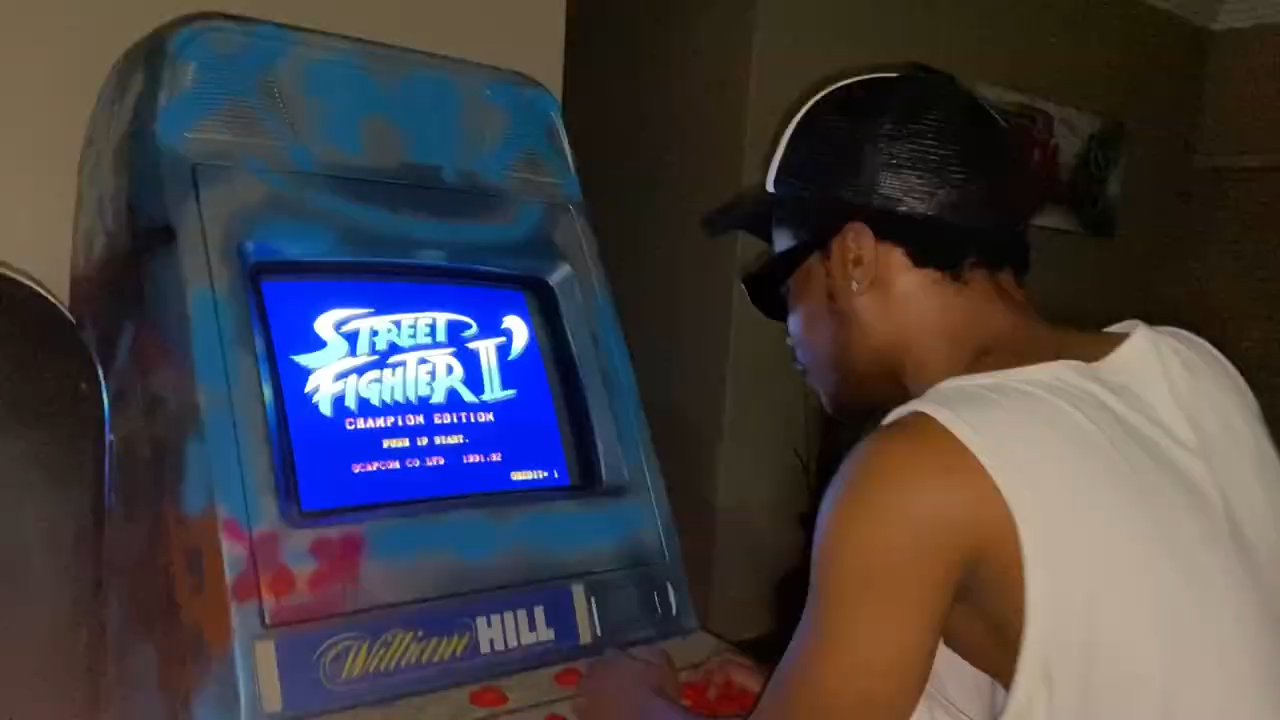 STREET
FIGHTER II'
CHAMPION EDITION
PUSH 1P START.
©CAPCOM CO.LTD 1991.92
CREDIT- 1
William HILL